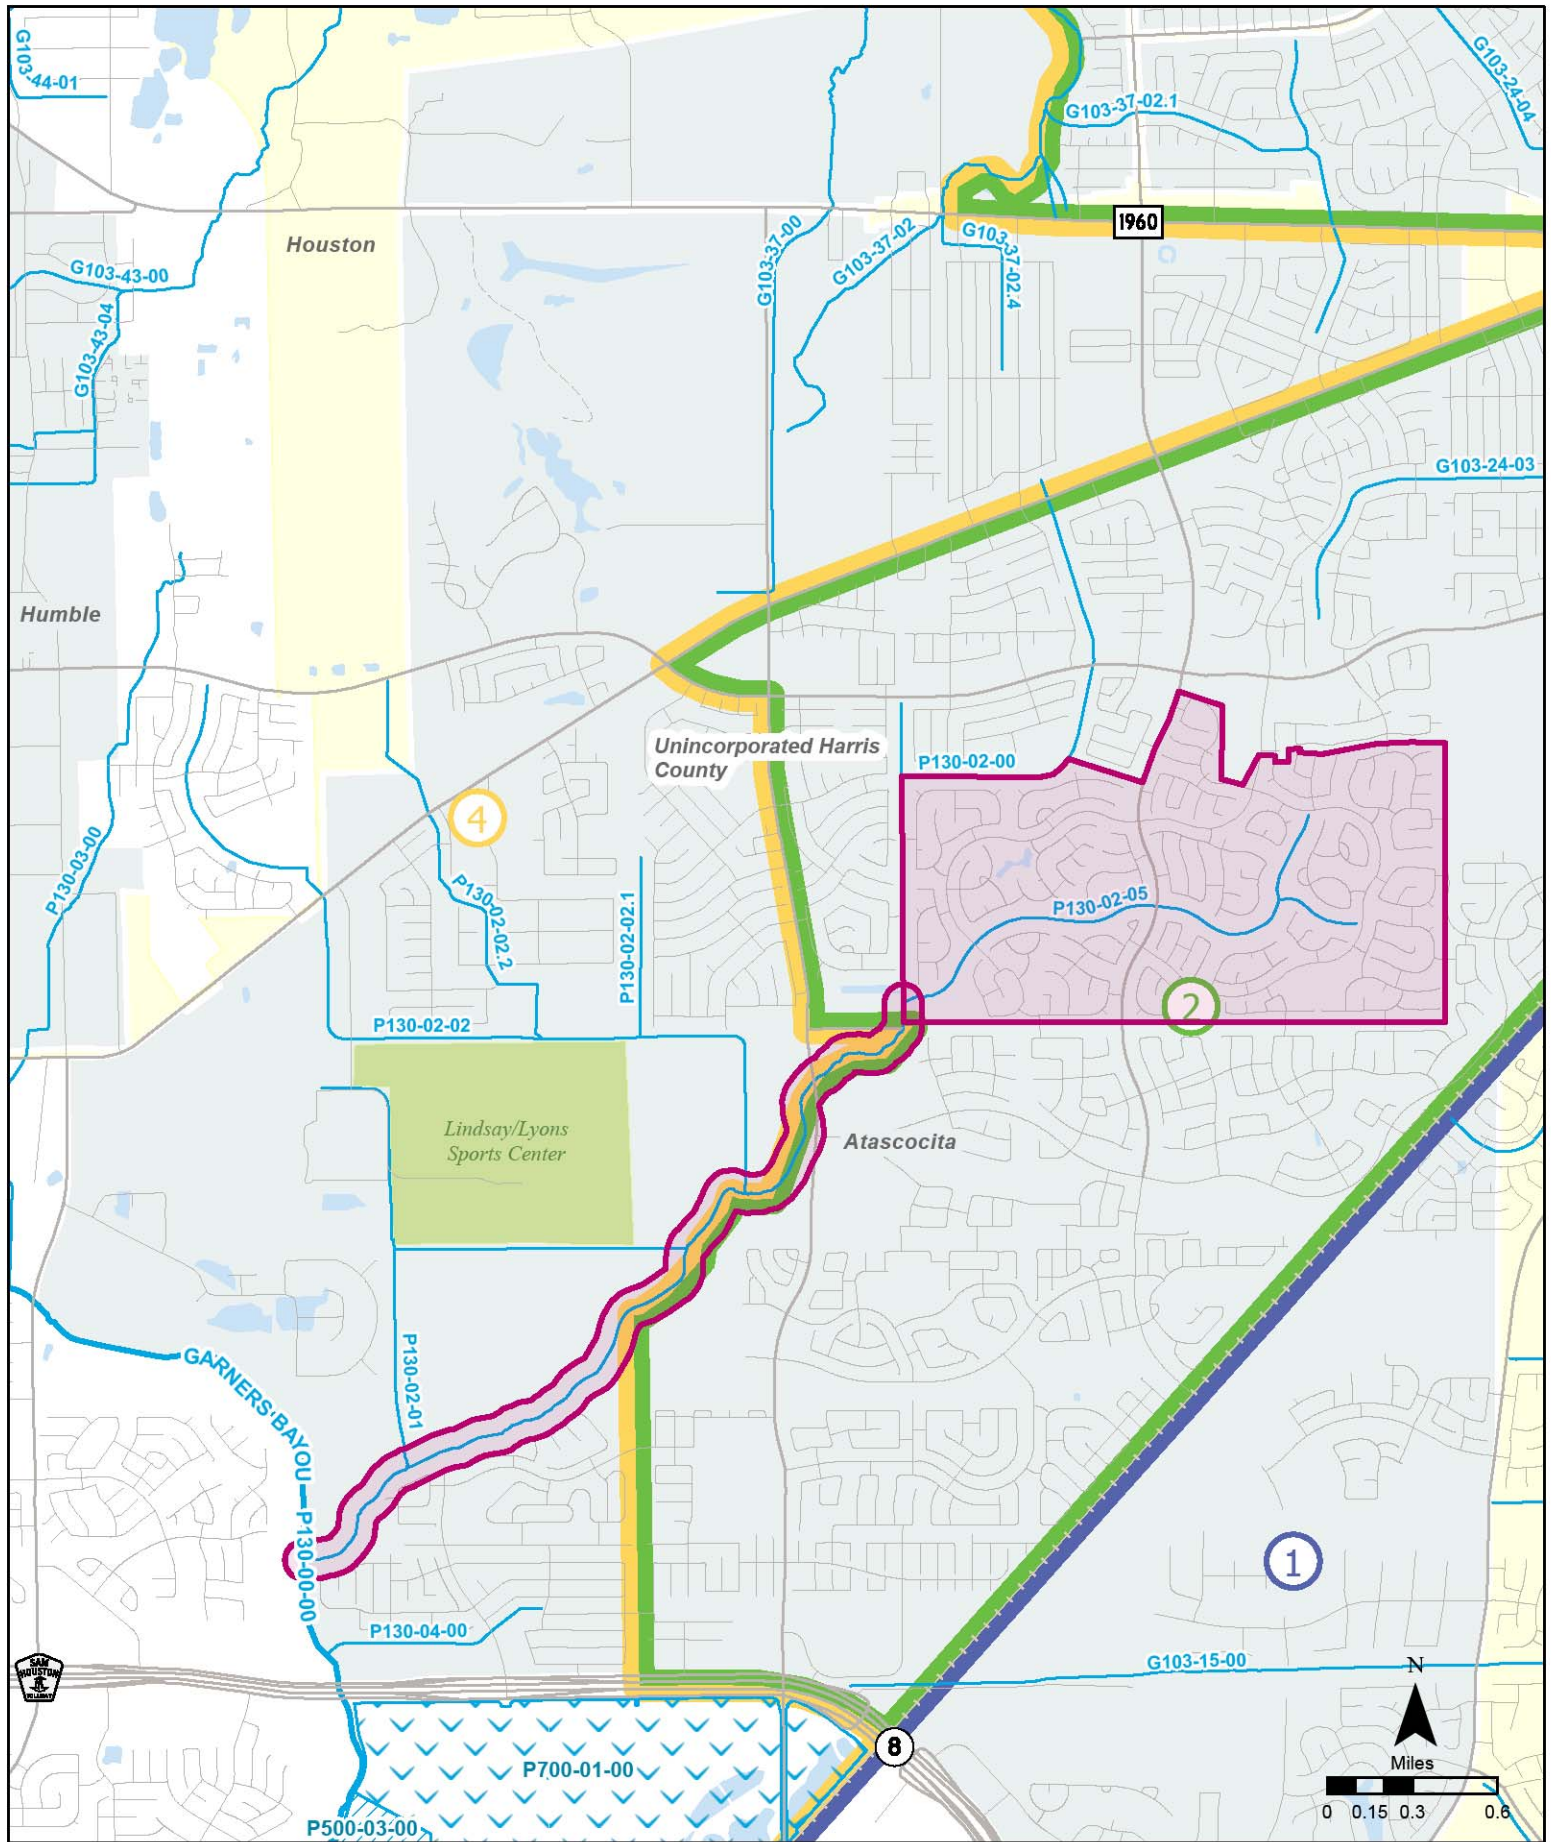 G103-44-01
G103-24-04
G103-37-02.1
1960
Houston
G103-37-00
G103-37-02
G103-37-02.4
G103-43-00
G103-43-04
G103-24-03
Humble
Unincorporated Harris
County
P130-02-00
4
P130-03-00
P130-02-02.2
P130-02-02.1
P130-02-05
2
P130-02-02
Lindsay/Lyons
Sports Center
Atascocita
P130-02-01
GARNERS BAYOU
P130-00-00
1
P130-04-00
G103-15-00
SAM
HOUSTON
TOLLWAY
N
8
Miles
P700-01-00
0 0.15 0.3 0.6
P500-03-00